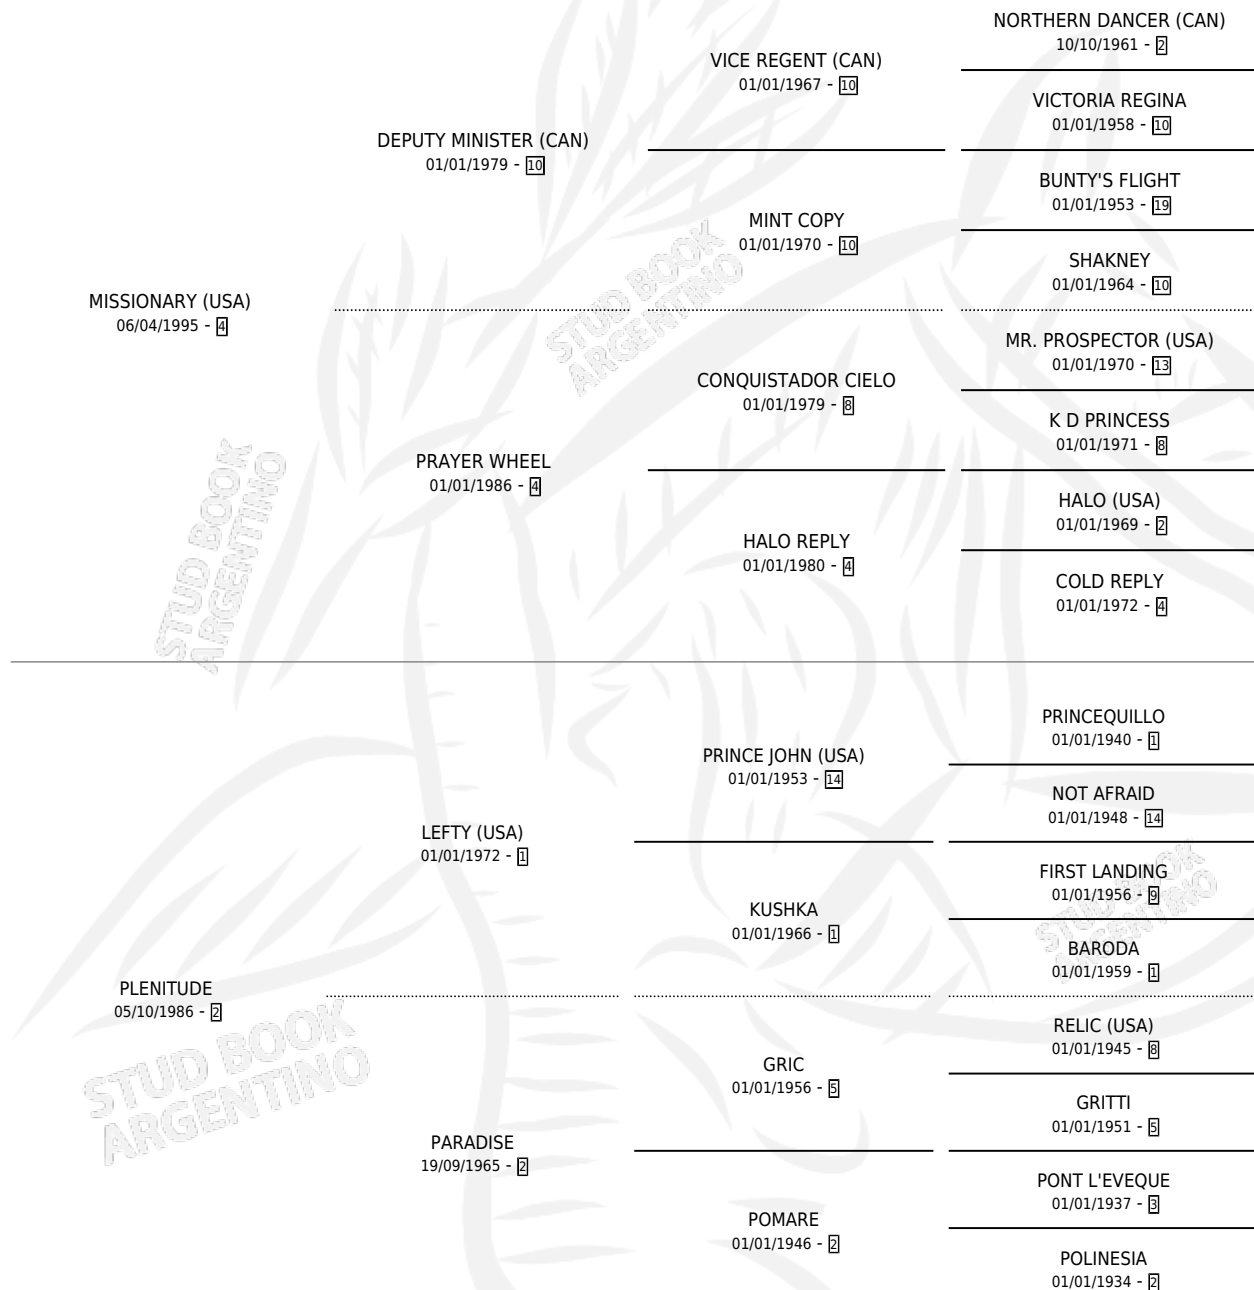 NORTHERN DANCER (CAN)
10/10/1961 - 2
VICE REGENT (CAN)
01/01/1967 - 10
VICTORIA REGINA
01/01/1958 - 10
DEPUTY MINISTER (CAN)
01/01/1979 - 10
BUNTY'S FLIGHT
01/01/1953 - 19
MINT COPY
01/01/1970 - 10
SHAKNEY
01/01/1964 - 10
MISSIONARY (USA)
06/04/1995 - 4
STUD BOOK
ARGENTINO
MR. PROSPECTOR (USA)
01/01/1970 - 13
CONQUISTADOR CIELO
01/01/1979 - 8
K D PRINCESS
01/01/1971 - 8
PRAYER WHEEL
01/01/1986 - 4
HALO (USA)
01/01/1969 - 2
HALO REPLY
01/01/1980 - 4
COLD REPLY
01/01/1972 - 4
STUD BOOK
ARGENTINO
PRINCEQUILLO
01/01/1940 - 1
PRINCE JOHN (USA)
01/01/1953 - 14
NOT AFRAID
01/01/1948 - 14
LEFTY (USA)
01/01/1972 - 1
FIRST LANDING
01/01/1956 - 9
KUSHKA
01/01/1966 - 1
BARODA
01/01/1959 - 1
STUD BOOK
ARGENTINO
PLENITUDE
05/10/1986 - 2
STUD BOOK
ARGENTINO
RELIC (USA)
01/01/1945 - 8
GRIC
01/01/1956 - 5
GRITTI
01/01/1951 - 5
PARADISE
19/09/1965 - 2
PONT L'EVEQUE
01/01/1937 - 3
POMARE
01/01/1946 - 2
POLINESIA
01/01/1934 - 2